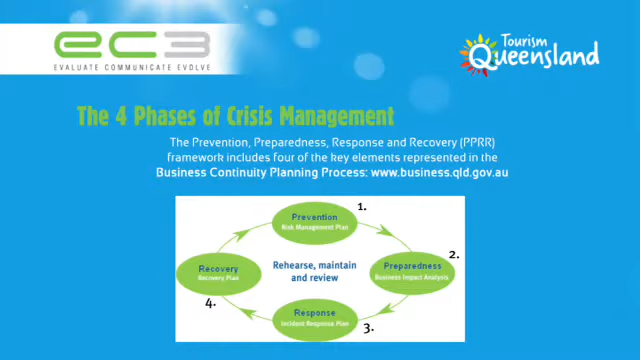 ec3
EVALUATE COMMUNICATE EVOLVE
Tourism
Queensland
The 4 Phases of Crisis Management
The Prevention, Preparedness, Response and Recovery (PPRR)
framework includes four of the key elements represented in the
Business Continuity Planning Process: www.business.qld.gov.au
1.
Prevention
Risk Management Plan
2.
Preparedness
Business Impact Analysis
Rehearse, maintain
and review
Recovery
Recovery Plan
4.
Response
Incident Response Plan
3.